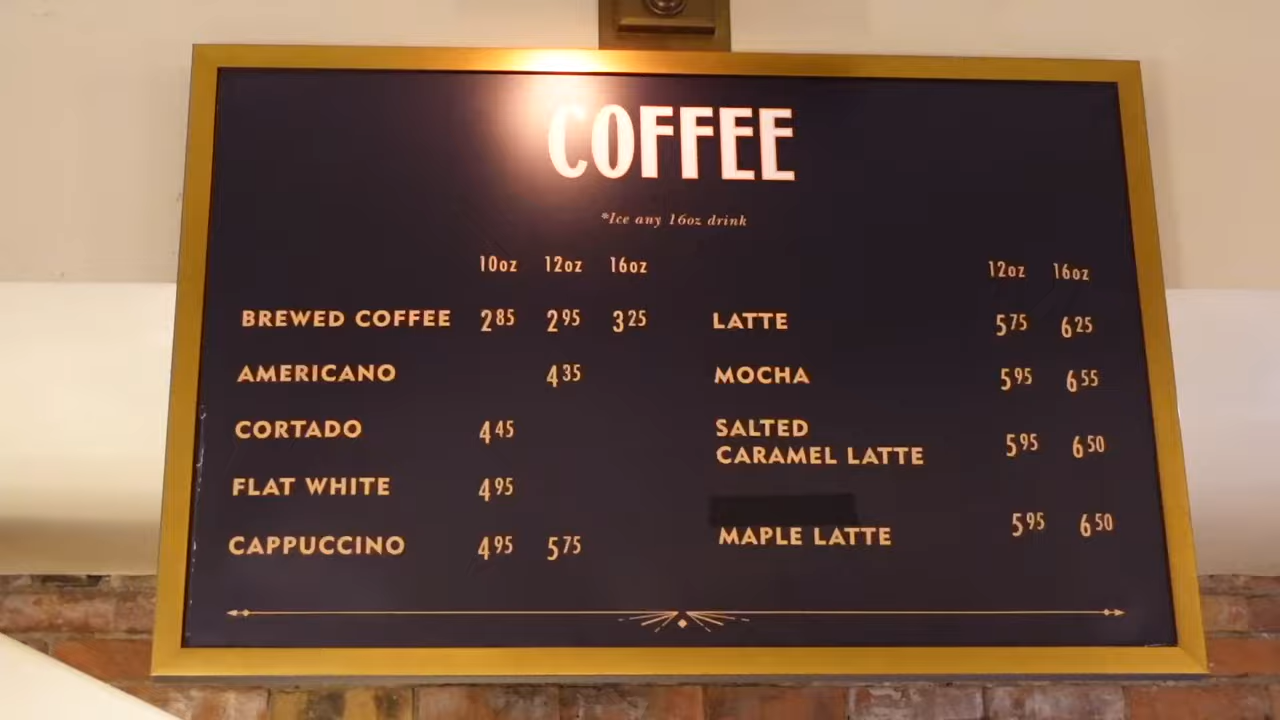 COFFEE
*Ice any 16oz drink
10oz 12oz 16oz
BREWED COFFEE 2 85 2 95 3 25
AMERICANO 4 35
CORTADO 4 45
FLAT WHITE 4 95
CAPPUCCINO 4 95 5 75
12oz 16oz
LATTE 5 75 6 25
MOCHA 5 95 6 55
SALTED
CARAMEL LATTE 5 95 6 50
MAPLE LATTE 5 95 6 50